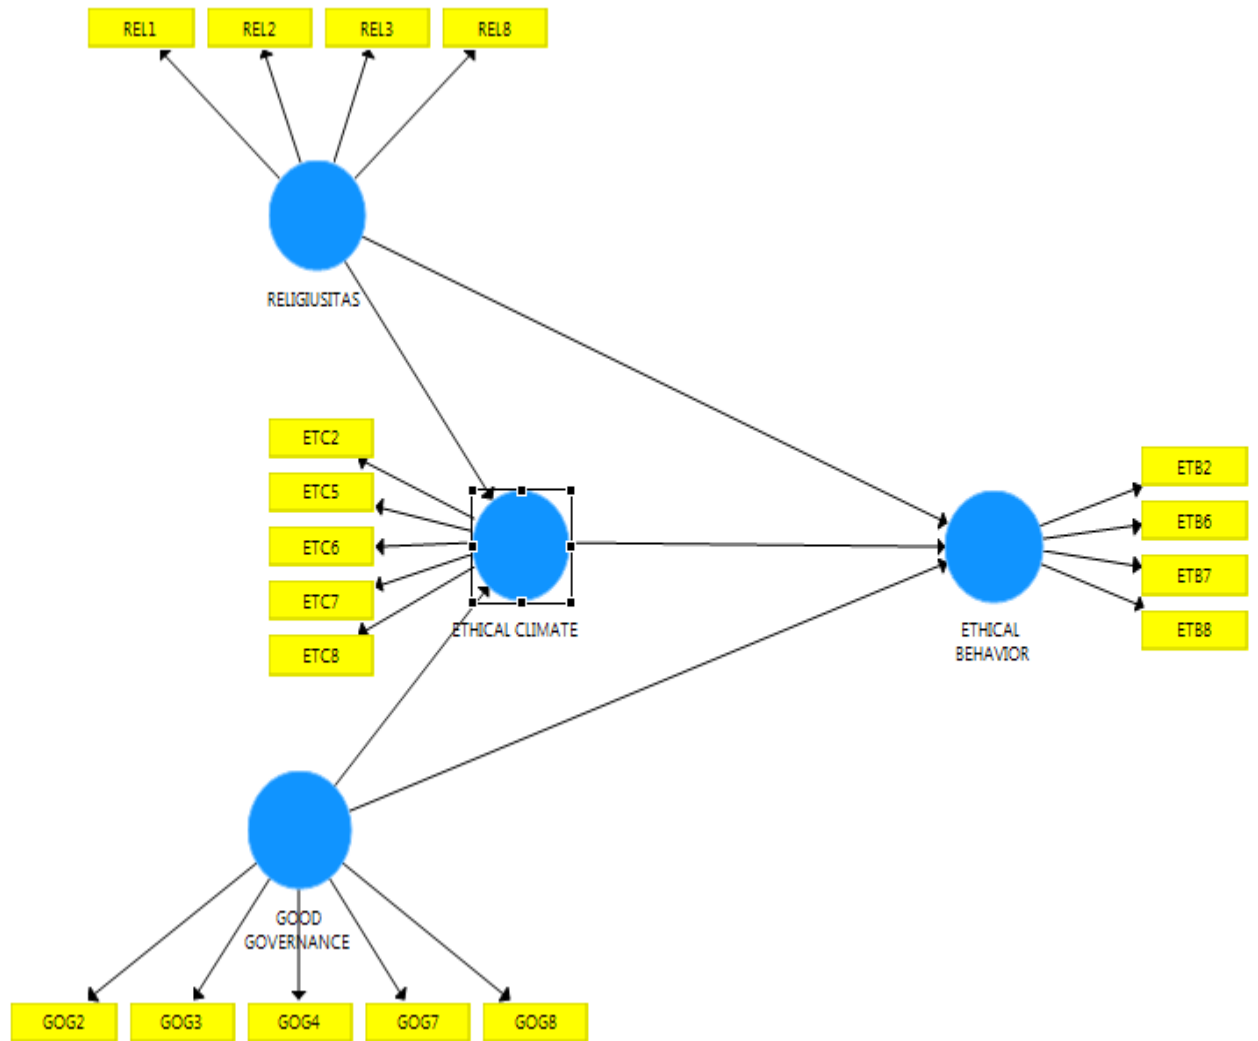 REL1 REL2 REL3 REL8
RELIGIUSITAS
ETC2
ETC5
ETC6
ETC7
ETC8
ETHICAL CLIMATE
ETB2
ETB6
ETB7
ETB8
ETHICAL
BEHAVIOR
GOOD
GOVERNANCE
GOG2 GOG3 GOG4 GOG7 GOG8